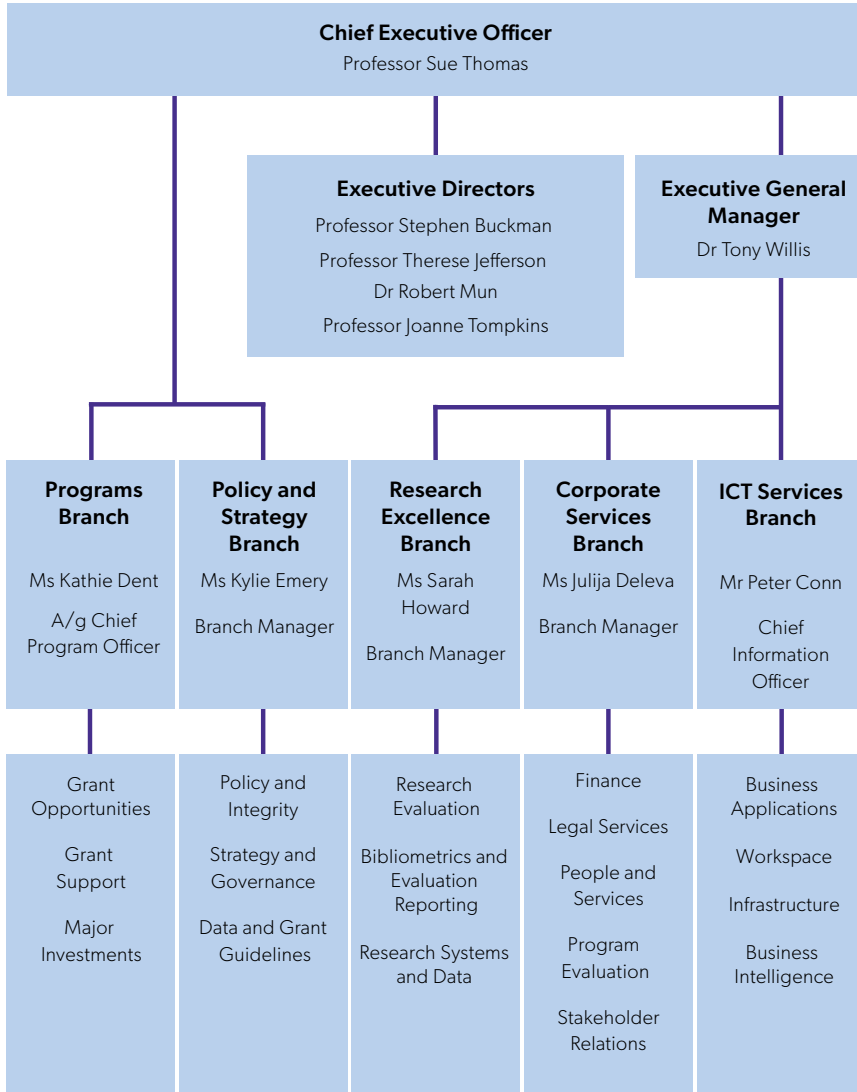 Chief Executive Officer
Professor Sue Thomas
Executive Directors
Professor Stephen Buckman
Professor Therese Jefferson
Dr Robert Mun
Professor Joanne Tompkins
Executive General
Manager
Dr Tony Willis
Programs
Branch
Ms Kathie Dent
A/g Chief
Program Officer
Policy and
Strategy
Branch
Ms Kylie Emery
Branch Manager
Research
Excellence
Branch
Ms Sarah
Howard
Branch Manager
Corporate
Services
Branch
Ms Julija Deleva
Branch Manager
ICT Services
Branch
Mr Peter Conn
Chief
Information
Officer
Grant
Opportunities
Grant
Support
Major
Investments
Policy and
Integrity
Strategy and
Governance
Data and Grant
Guidelines
Research
Evaluation
Bibliometrics and
Evaluation
Reporting
Research Systems
and Data
Finance
Legal Services
People and
Services
Program
Evaluation
Stakeholder
Relations
Business
Applications
Workspace
Infrastructure
Business
Intelligence